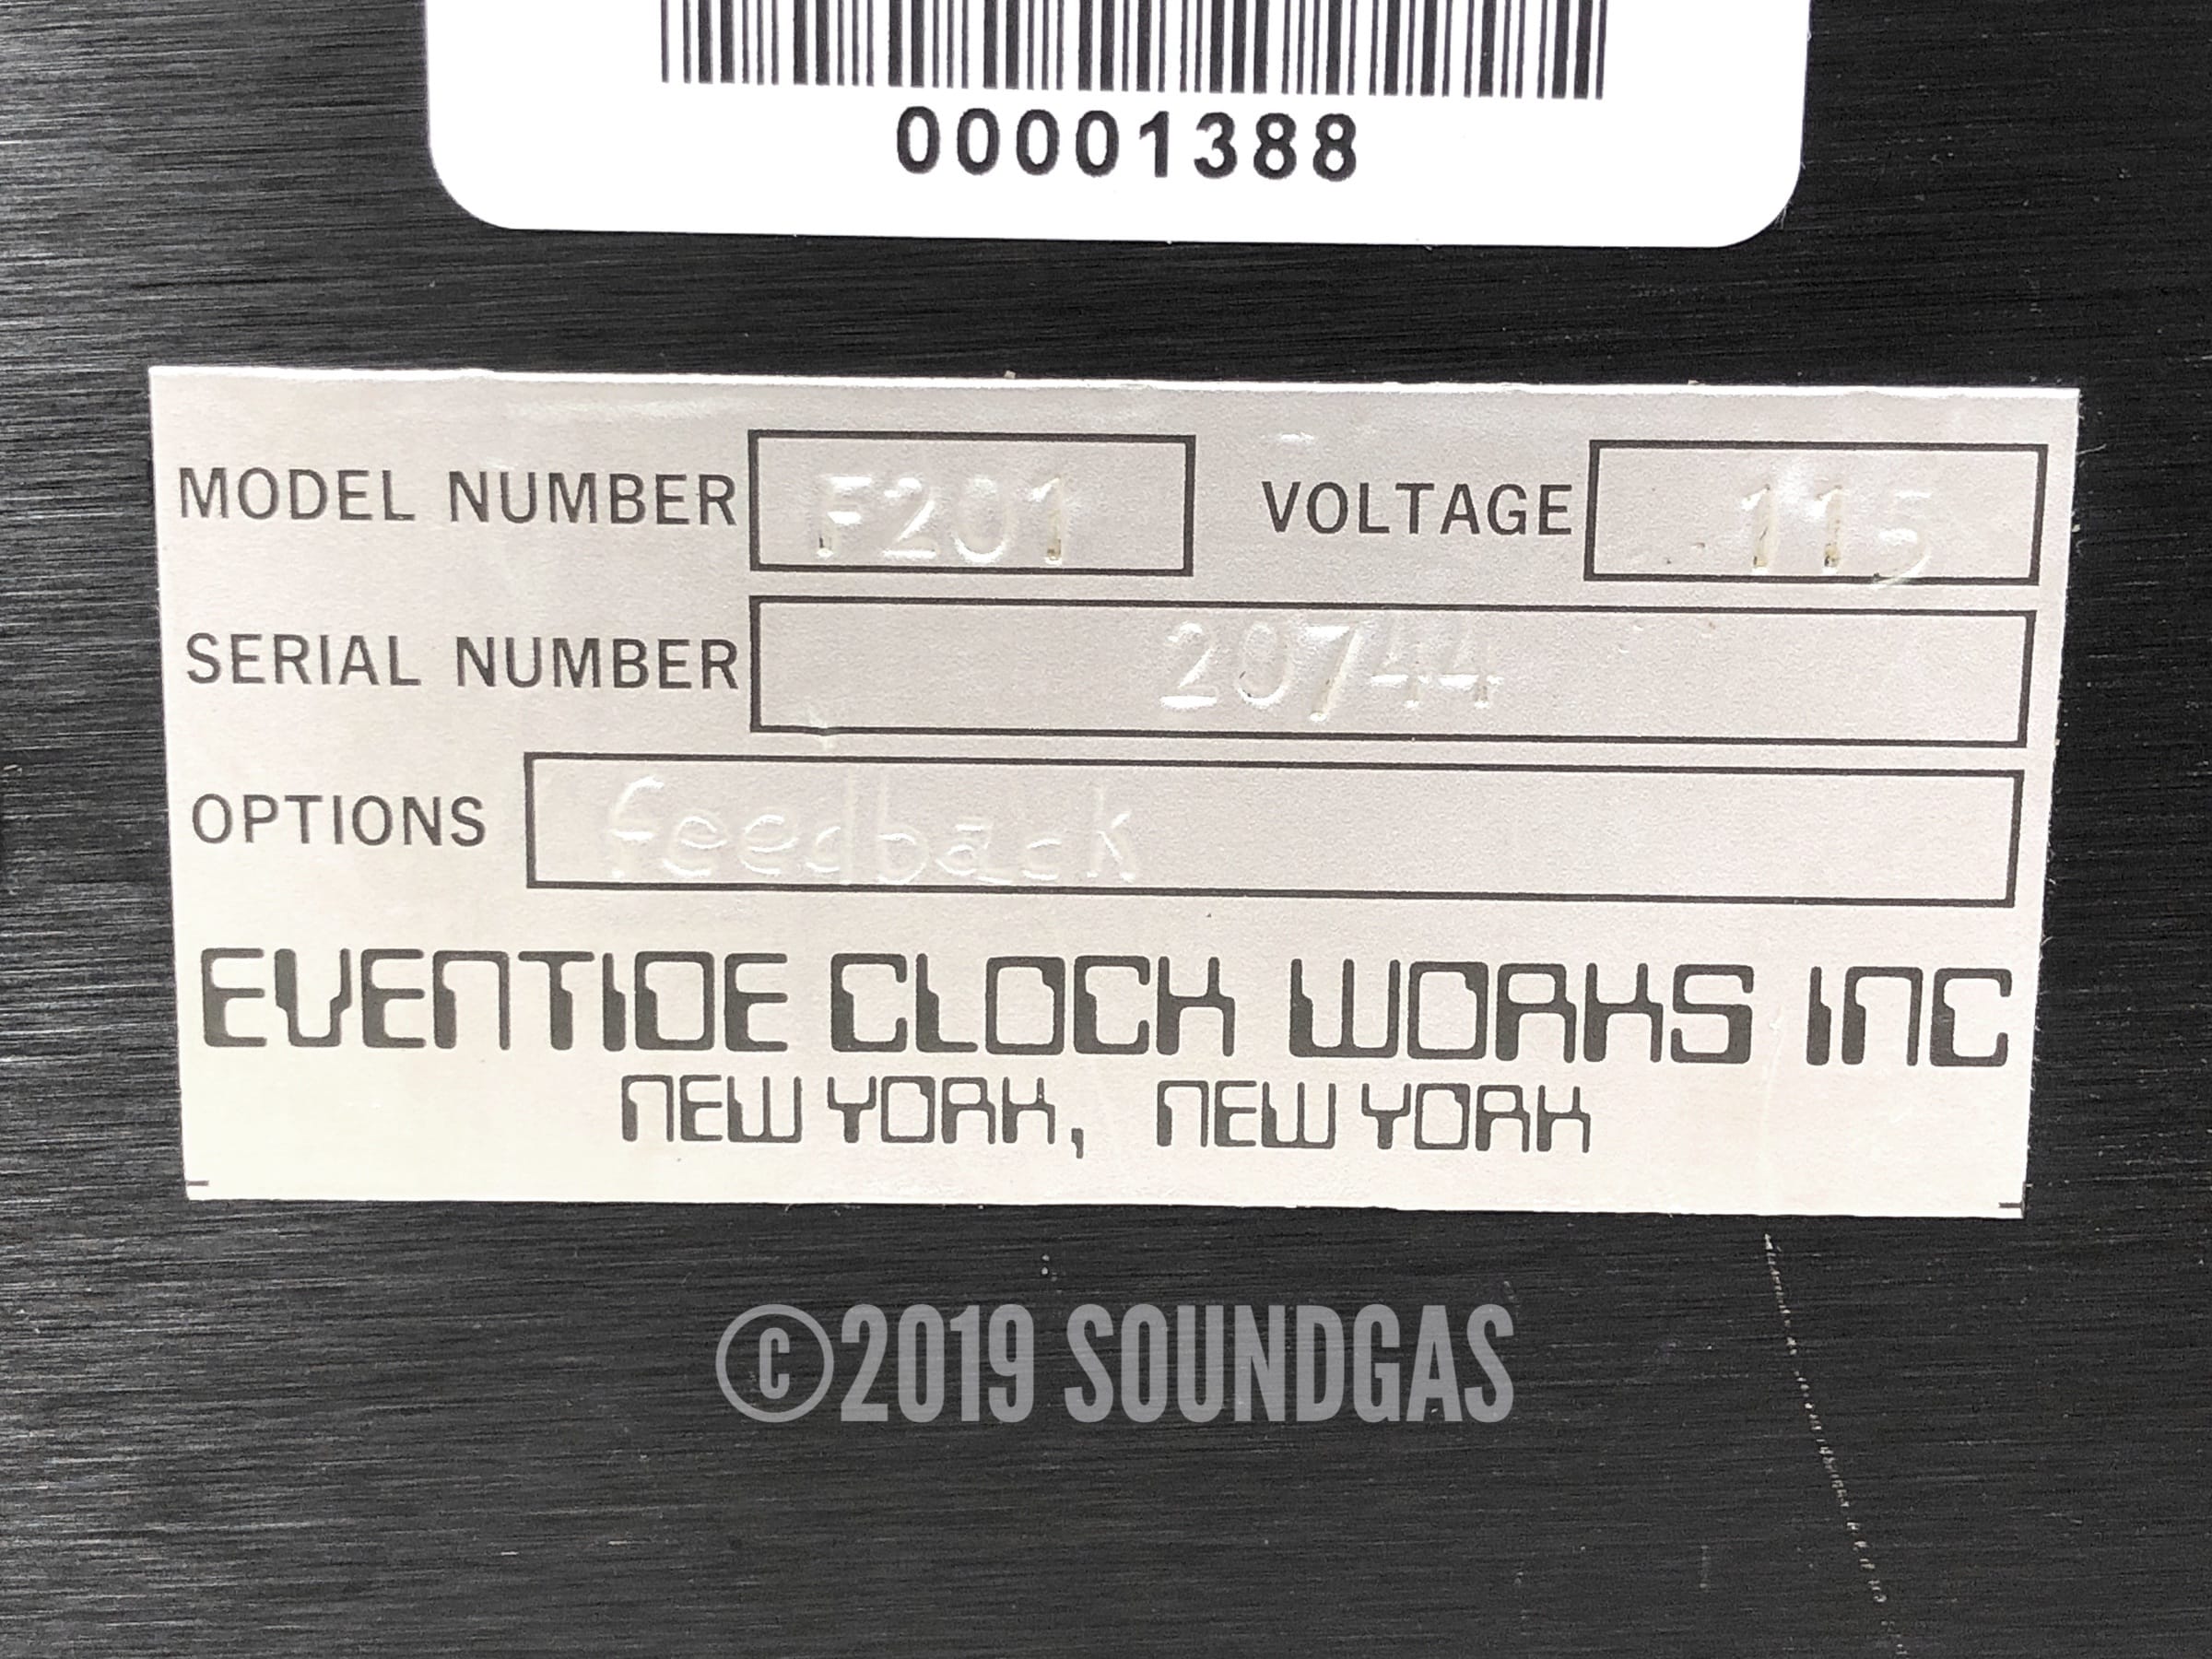 00001388
MODEL NUMBER F201 VOLTAGE 115
SERIAL NUMBER 20744
OPTIONS feedback
EVENTIDE CLOCK WORKS INC
NEW YORK, NEW YORK
©2019 SOUNDGAS